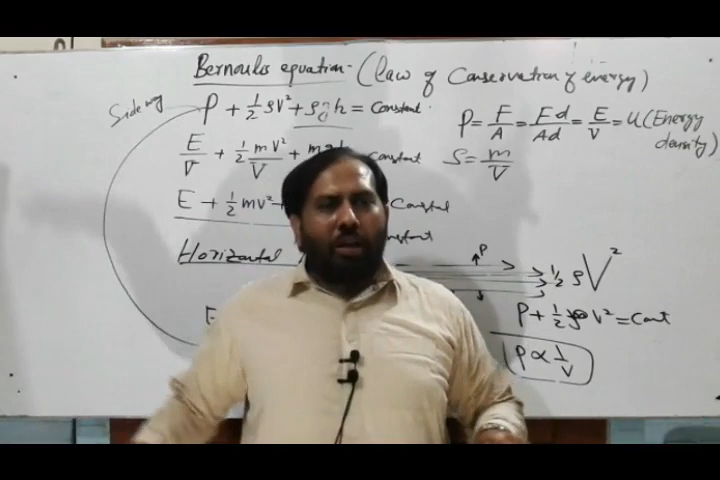 Bernoulis equation - (law of Conservation of energy)
Side way
P + 1/2 ρV² + ρgh = Constant
P = F/A = Fd/Ad = E/V = U (Energy density)
E/V + 1/2 mV²/V + Constant
ρ = m/V
E + 1/2 mv² + Constal
Horizontal
P
1/2 ρV²
P + 1/2 ρV² = Cont
P ∝ 1/V